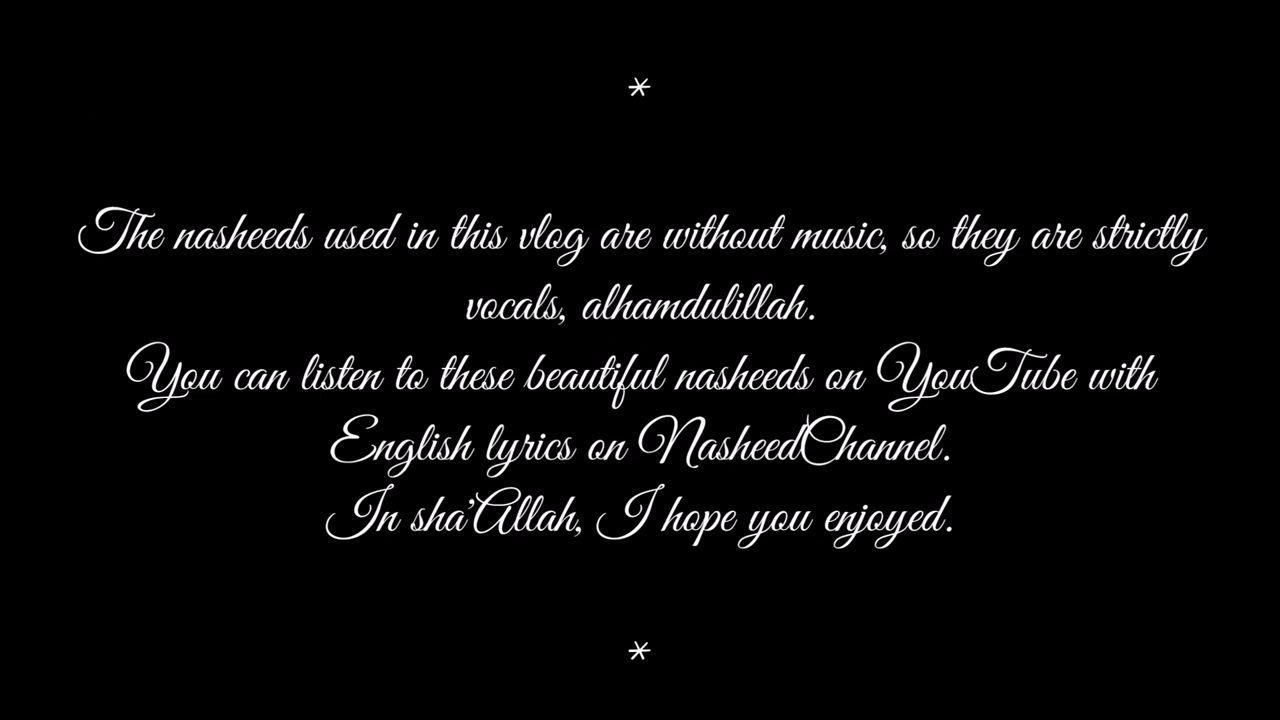 *
The nasheeds used in this vlog are without music, so they are strictly
vocals, alhamdulillah.
You can listen to these beautiful nasheeds on YouTube with
English lyrics on NasheedChannel.
In sha'Allah, I hope you enjoyed.
*